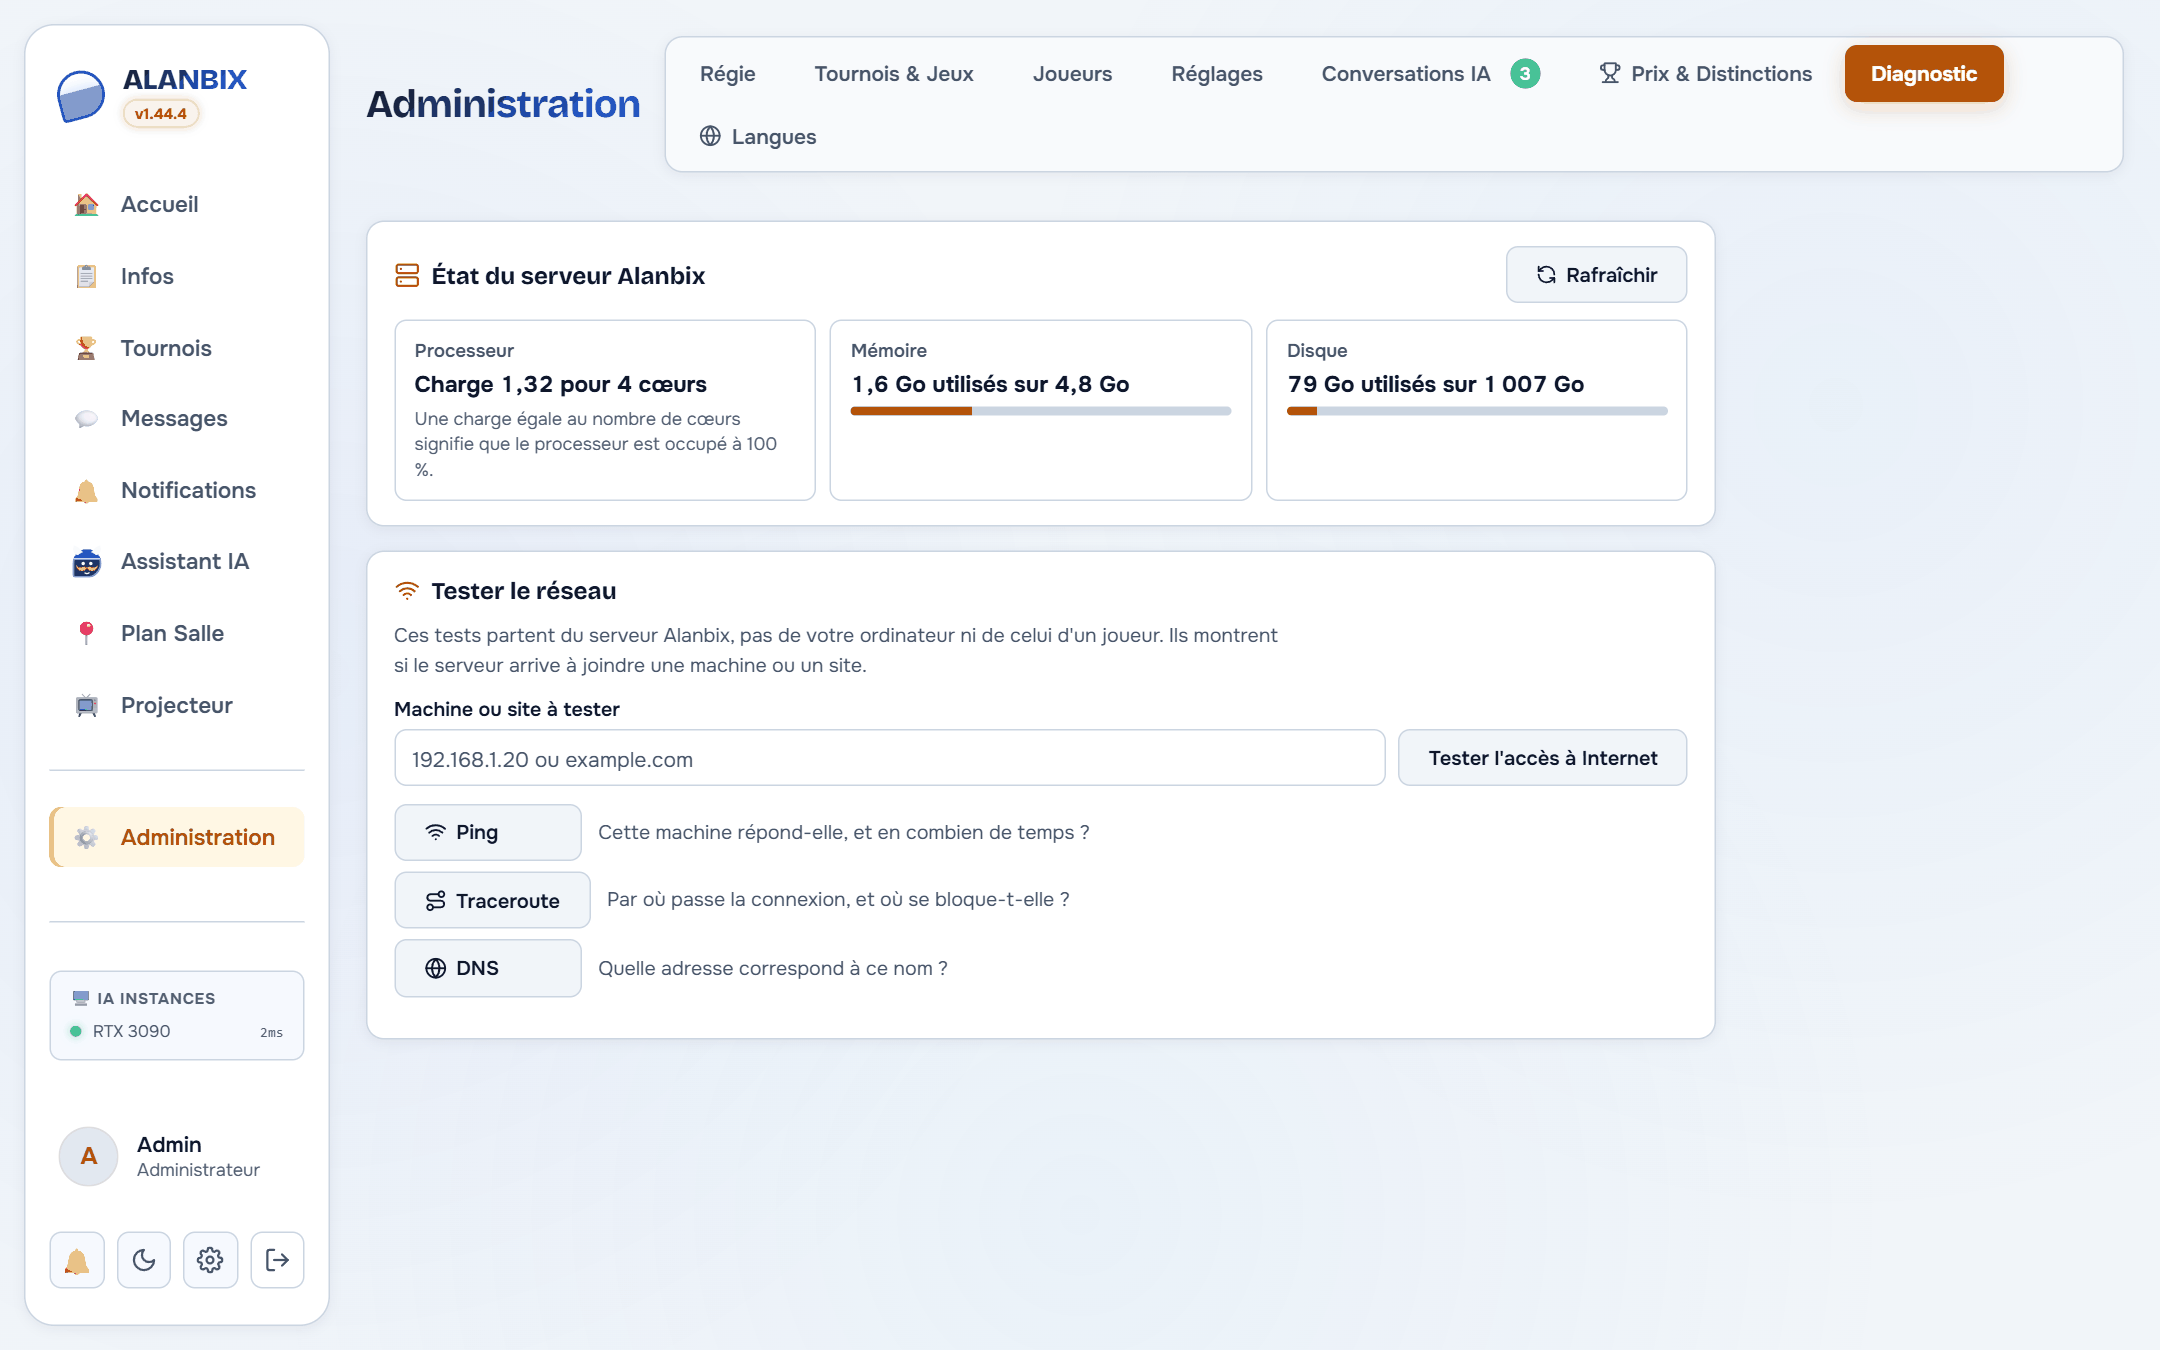 ALANBIX
v1.44.4
Accueil
Infos
Tournois
Messages
Notifications
Assistant IA
Plan Salle
Projecteur
Administration
IA INSTANCES
RTX 3090 2ms
A
Admin
Administrateur
Administration
Régie Tournois & Jeux Joueurs Réglages Conversations IA 3 Prix & Distinctions Diagnostic
Langues
État du serveur Alanbix
Rafraîchir
Processeur
Charge 1,32 pour 4 cœurs
Une charge égale au nombre de cœurs
signifie que le processeur est occupé à 100
%.
Mémoire
1,6 Go utilisés sur 4,8 Go
Disque
79 Go utilisés sur 1 007 Go
Tester le réseau
Ces tests partent du serveur Alanbix, pas de votre ordinateur ni de celui d'un joueur. Ils montrent
si le serveur arrive à joindre une machine ou un site.
Machine ou site à tester
192.168.1.20 ou example.com
Tester l'accès à Internet
Ping Cette machine répond-elle, et en combien de temps ?
Traceroute Par où passe la connexion, et où se bloque-t-elle ?
DNS Quelle adresse correspond à ce nom ?